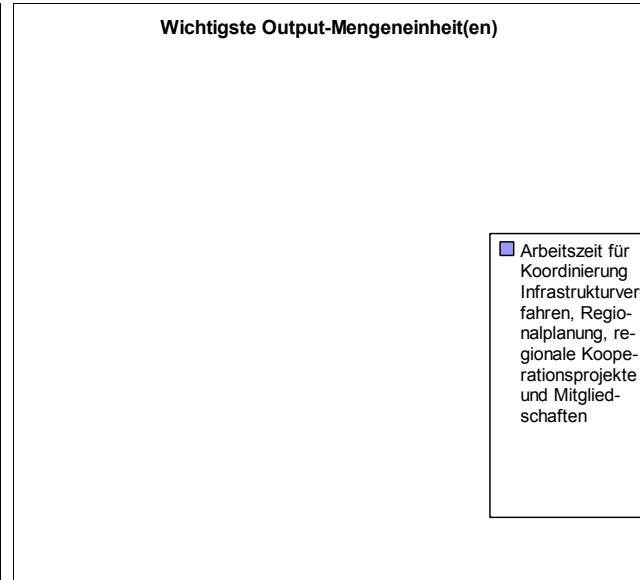 Wichtigste Output-Mengeneinheit(en)
Arbeitszeit für
Koordinierung
Infrastrukturver-
fahren, Regio-
nalplanung, re-
gionale Koope-
rationsprojekte
und Mitglied-
schaften